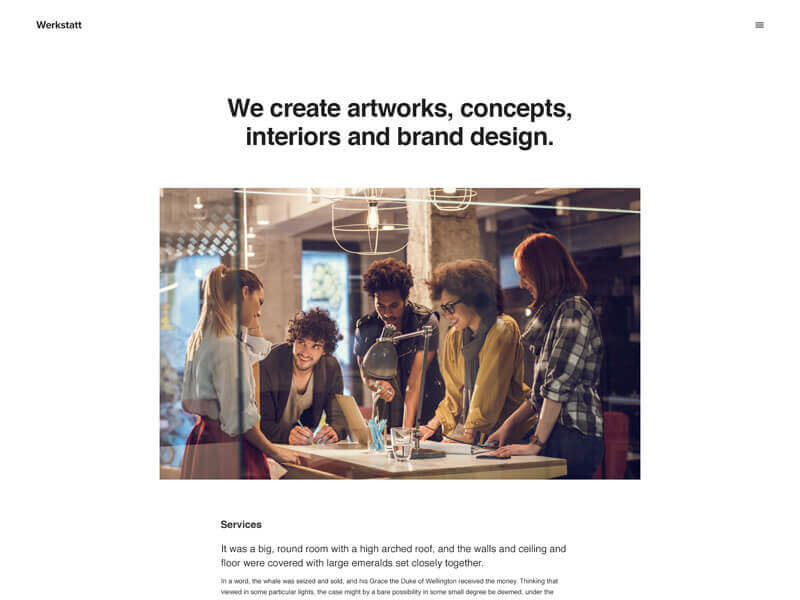 Werkstatt
We create artworks, concepts,
interiors and brand design.
Services
It was a big, round room with a high arched roof, and the walls and ceiling and
floor were covered with large emeralds set closely together.
In a word, the whale was seized and sold, and his Grace the Duke of Wellington received the money. Thinking that
viewed in some particular lights, the case might by a bare possibility in some small degree be deemed, under the